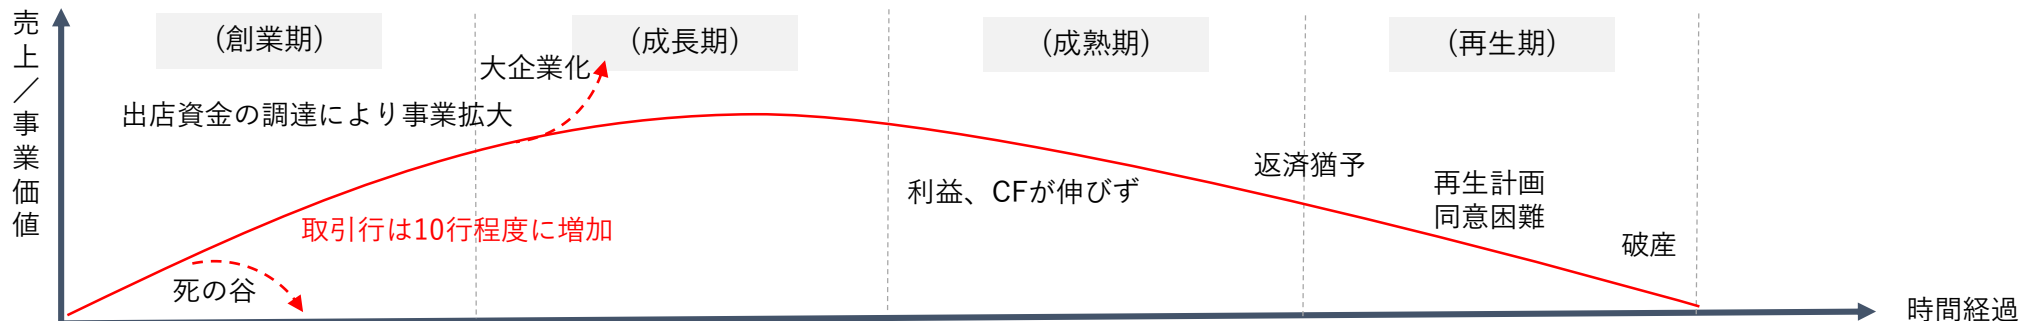 売上／事業価値
（創業期）
（成長期）
（成熟期）
（再生期）
大企業化
出店資金の調達により事業拡大
返済猶予
利益、CFが伸びず
再生計画
同意困難
取引行は10行程度に増加
破産
死の谷
時間経過